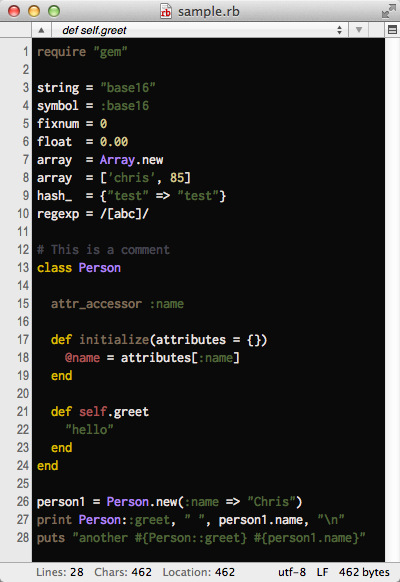 sample.rb
def self.greet
1 require "gem"
2
3 string = "base16"
4 symbol = :base16
5 fixnum = 0
6 float  = 0.00
7 array  = Array.new
8 array  = ['chris', 85]
9 hash_  = {"test" => "test"}
10 regexp = /[abc]/
11
12 # This is a comment
13 class Person
14
15   attr_accessor :name
16
17   def initialize(attributes = {})
18     @name = attributes[:name]
19   end
20
21   def self.greet
22     "hello"
23   end
24 end
25
26 person1 = Person.new(:name => "Chris")
27 print Person::greet, " ", person1.name, "\n"
28 puts "another #{Person::greet} #{person1.name}"
Lines: 28 Chars: 462 Location: 462 utf-8 LF 462 bytes